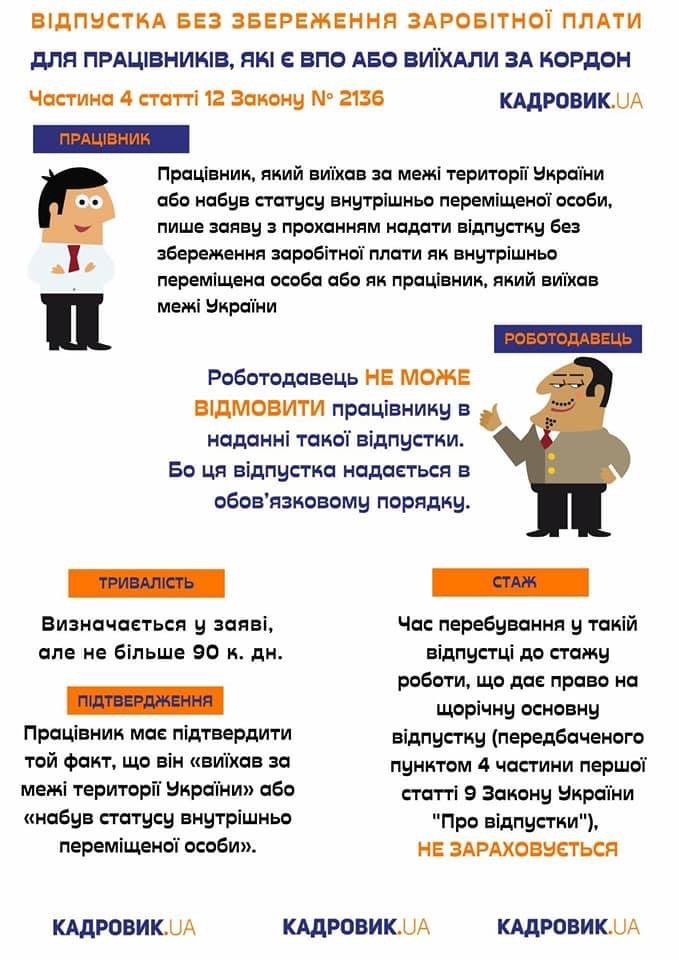 ВІДПУСТКА БЕЗ ЗБЕРЕЖЕННЯ ЗАРОБІТНОЇ ПЛАТИ
ДЛЯ ПРАЦІВНИКІВ, ЯКІ Є ВПО АБО ВИЇХАЛИ ЗА КОРДОН
Частина 4 статті 12 Закону № 2136
КАДРОВИК.UA
ПРАЦІВНИК
Працівник, який виїхав за межі території України
або набув статусу внутрішньо переміщеної особи,
пише заяву з проханням надати відпустку без
збереження заробітної плати як внутрішньо
переміщена особа або як працівник, який виїхав
межі України
РОБОТОДАВЕЦЬ
Роботодавець НЕ МОЖЕ
ВІДМОВИТИ працівнику в
наданні такої відпустки.
Бо ця відпустка надається в
обов'язковому порядку.
ТРИВАЛІСТЬ
Визначається у заяві,
але не більше 90 к. дн.
ПІДТВЕРДЖЕННЯ
Працівник має підтвердити
той факт, що він «виїхав за
межі території України» або
«набув статусу внутрішньо
переміщеної особи».
СТАЖ
Час перебування у такій
відпустці до стажу
роботи, що дає право на
щорічну основну
відпустку (передбаченого
пунктом 4 частини першої
статті 9 Закону України
"Про відпустки"),
НЕ ЗАРАХОВУЄТЬСЯ
КАДРОВИК.UA
КАДРОВИК.UA
КАДРОВИК.UA